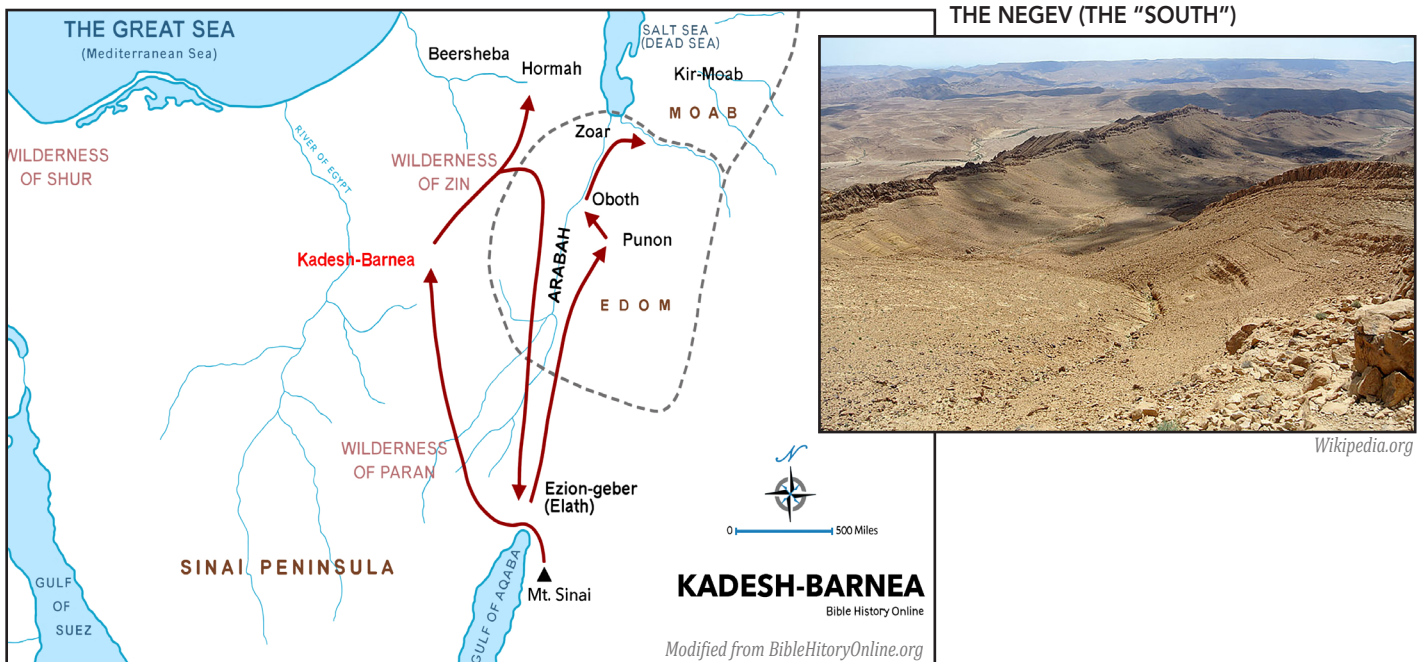 THE NEGEV (THE “SOUTH”)
THE GREAT SEA
(Mediterranean Sea)
SALT SEA
(DEAD SEA)
Beersheba
Hormah
Kir-Moab
MOAB
Zoar
RIVER OF EGYPT
WILDERNESS
OF SHUR
WILDERNESS
OF ZIN
Oboth
Punon
ARABAH
Kadesh-Barnea
EDOM
WILDERNESS
OF PARAN
Ezion-geber
(Elath)
N
0
500 Miles
SINAI PENINSULA
GULF
OF
SUEZ
GULF OF AQABA
Mt. Sinai
KADESH-BARNEA
Bible History Online
Modified from BibleHitoryOnline.org
Wikipedia.org